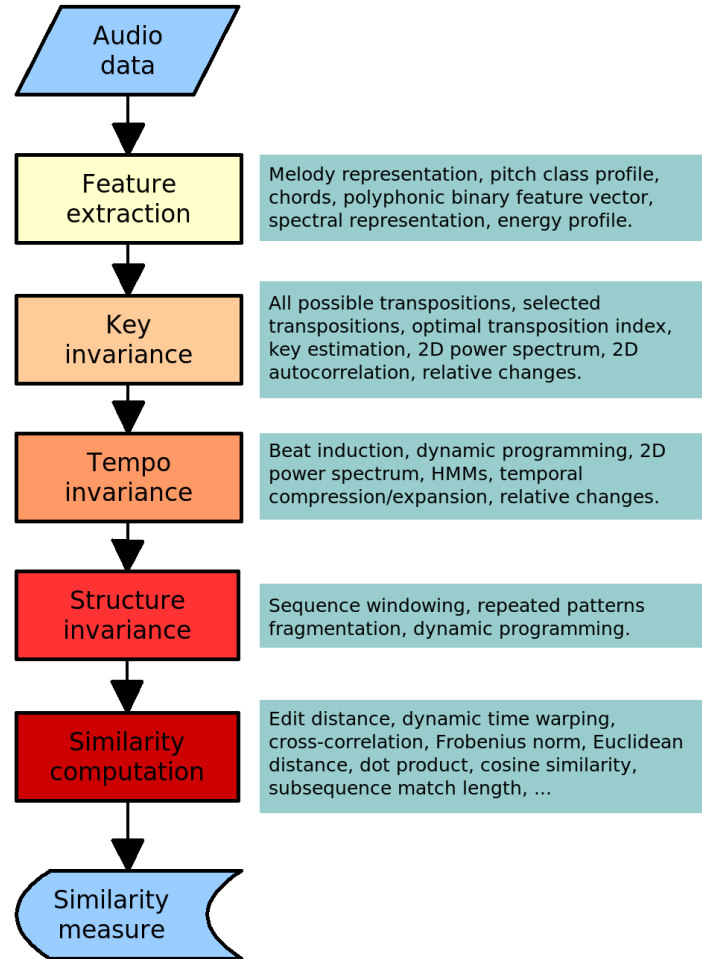 Audio
data
Feature
extraction
Melody representation, pitch class profile,
chords, polyphonic binary feature vector,
spectral representation, energy profile.
Key
invariance
All possible transpositions, selected
transpositions, optimal transposition index,
key estimation, 2D power spectrum, 2D
autocorrelation, relative changes.
Tempo
invariance
Beat induction, dynamic programming, 2D
power spectrum, HMMs, temporal
compression/expansion, relative changes.
Structure
invariance
Sequence windowing, repeated patterns
fragmentation, dynamic programming.
Similarity
computation
Edit distance, dynamic time warping,
cross-correlation, Frobenius norm, Euclidean
distance, dot product, cosine similarity,
subsequence match length, ...
Similarity
measure